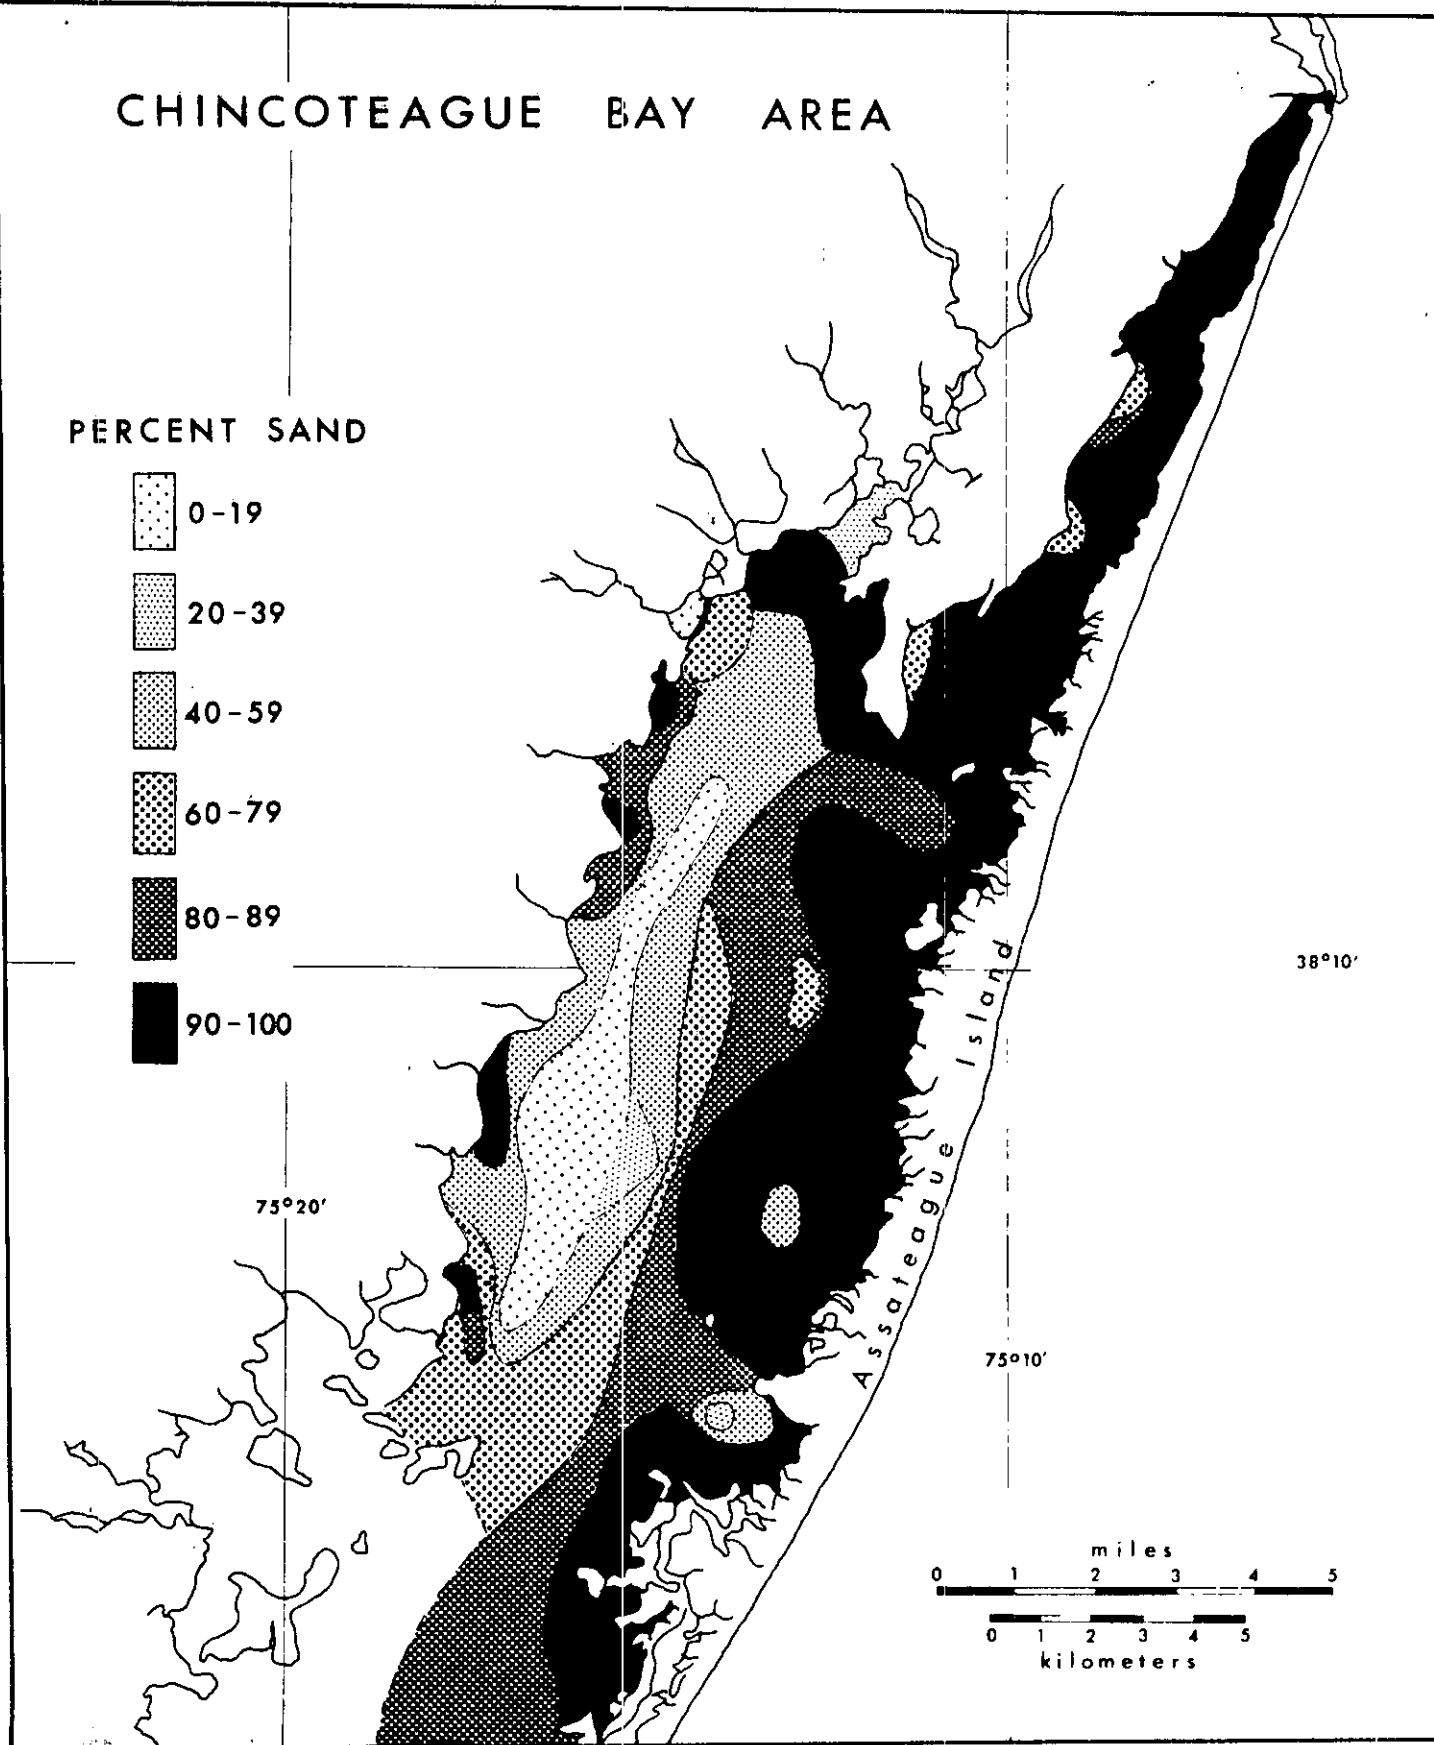 CHINCOTEAGUE BAY AREA
PERCENT SAND
0-19
20-39
40-59
60-79
80-89
90-100
38°10'
Assateague Island
75°20'
75°10'
miles
0 1 2 3 4 5
0 1 2 3 4 5
kilometers